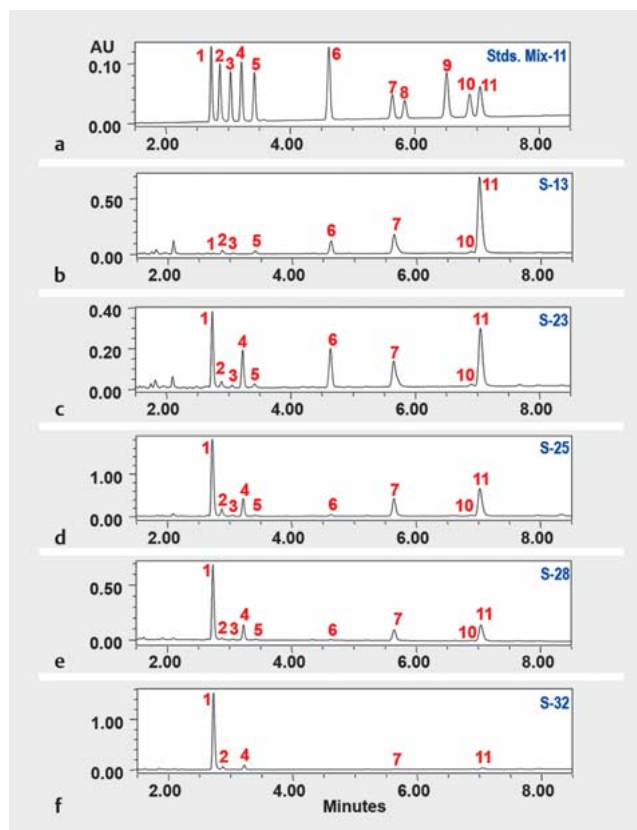 AU
Stds. Mix-11
0.10
0.00
1 2 3 4 5 6 7 8 9 10 11
2.00 4.00 6.00 8.00
a
S-13
0.50
0.00
1 2 3 5 6 7 10 11
2.00 4.00 6.00 8.00
b
S-23
0.40
0.20
0.00
1 2 3 4 5 6 7 10 11
2.00 4.00 6.00 8.00
c
S-25
1.00
0.00
1 2 3 4 5 6 7 10 11
2.00 4.00 6.00 8.00
d
S-28
0.50
0.00
1 2 3 4 5 6 7 10 11
2.00 4.00 6.00 8.00
e
S-32
1.00
0.00
1 2 4 7 11
2.00 4.00 6.00 8.00
f
Minutes